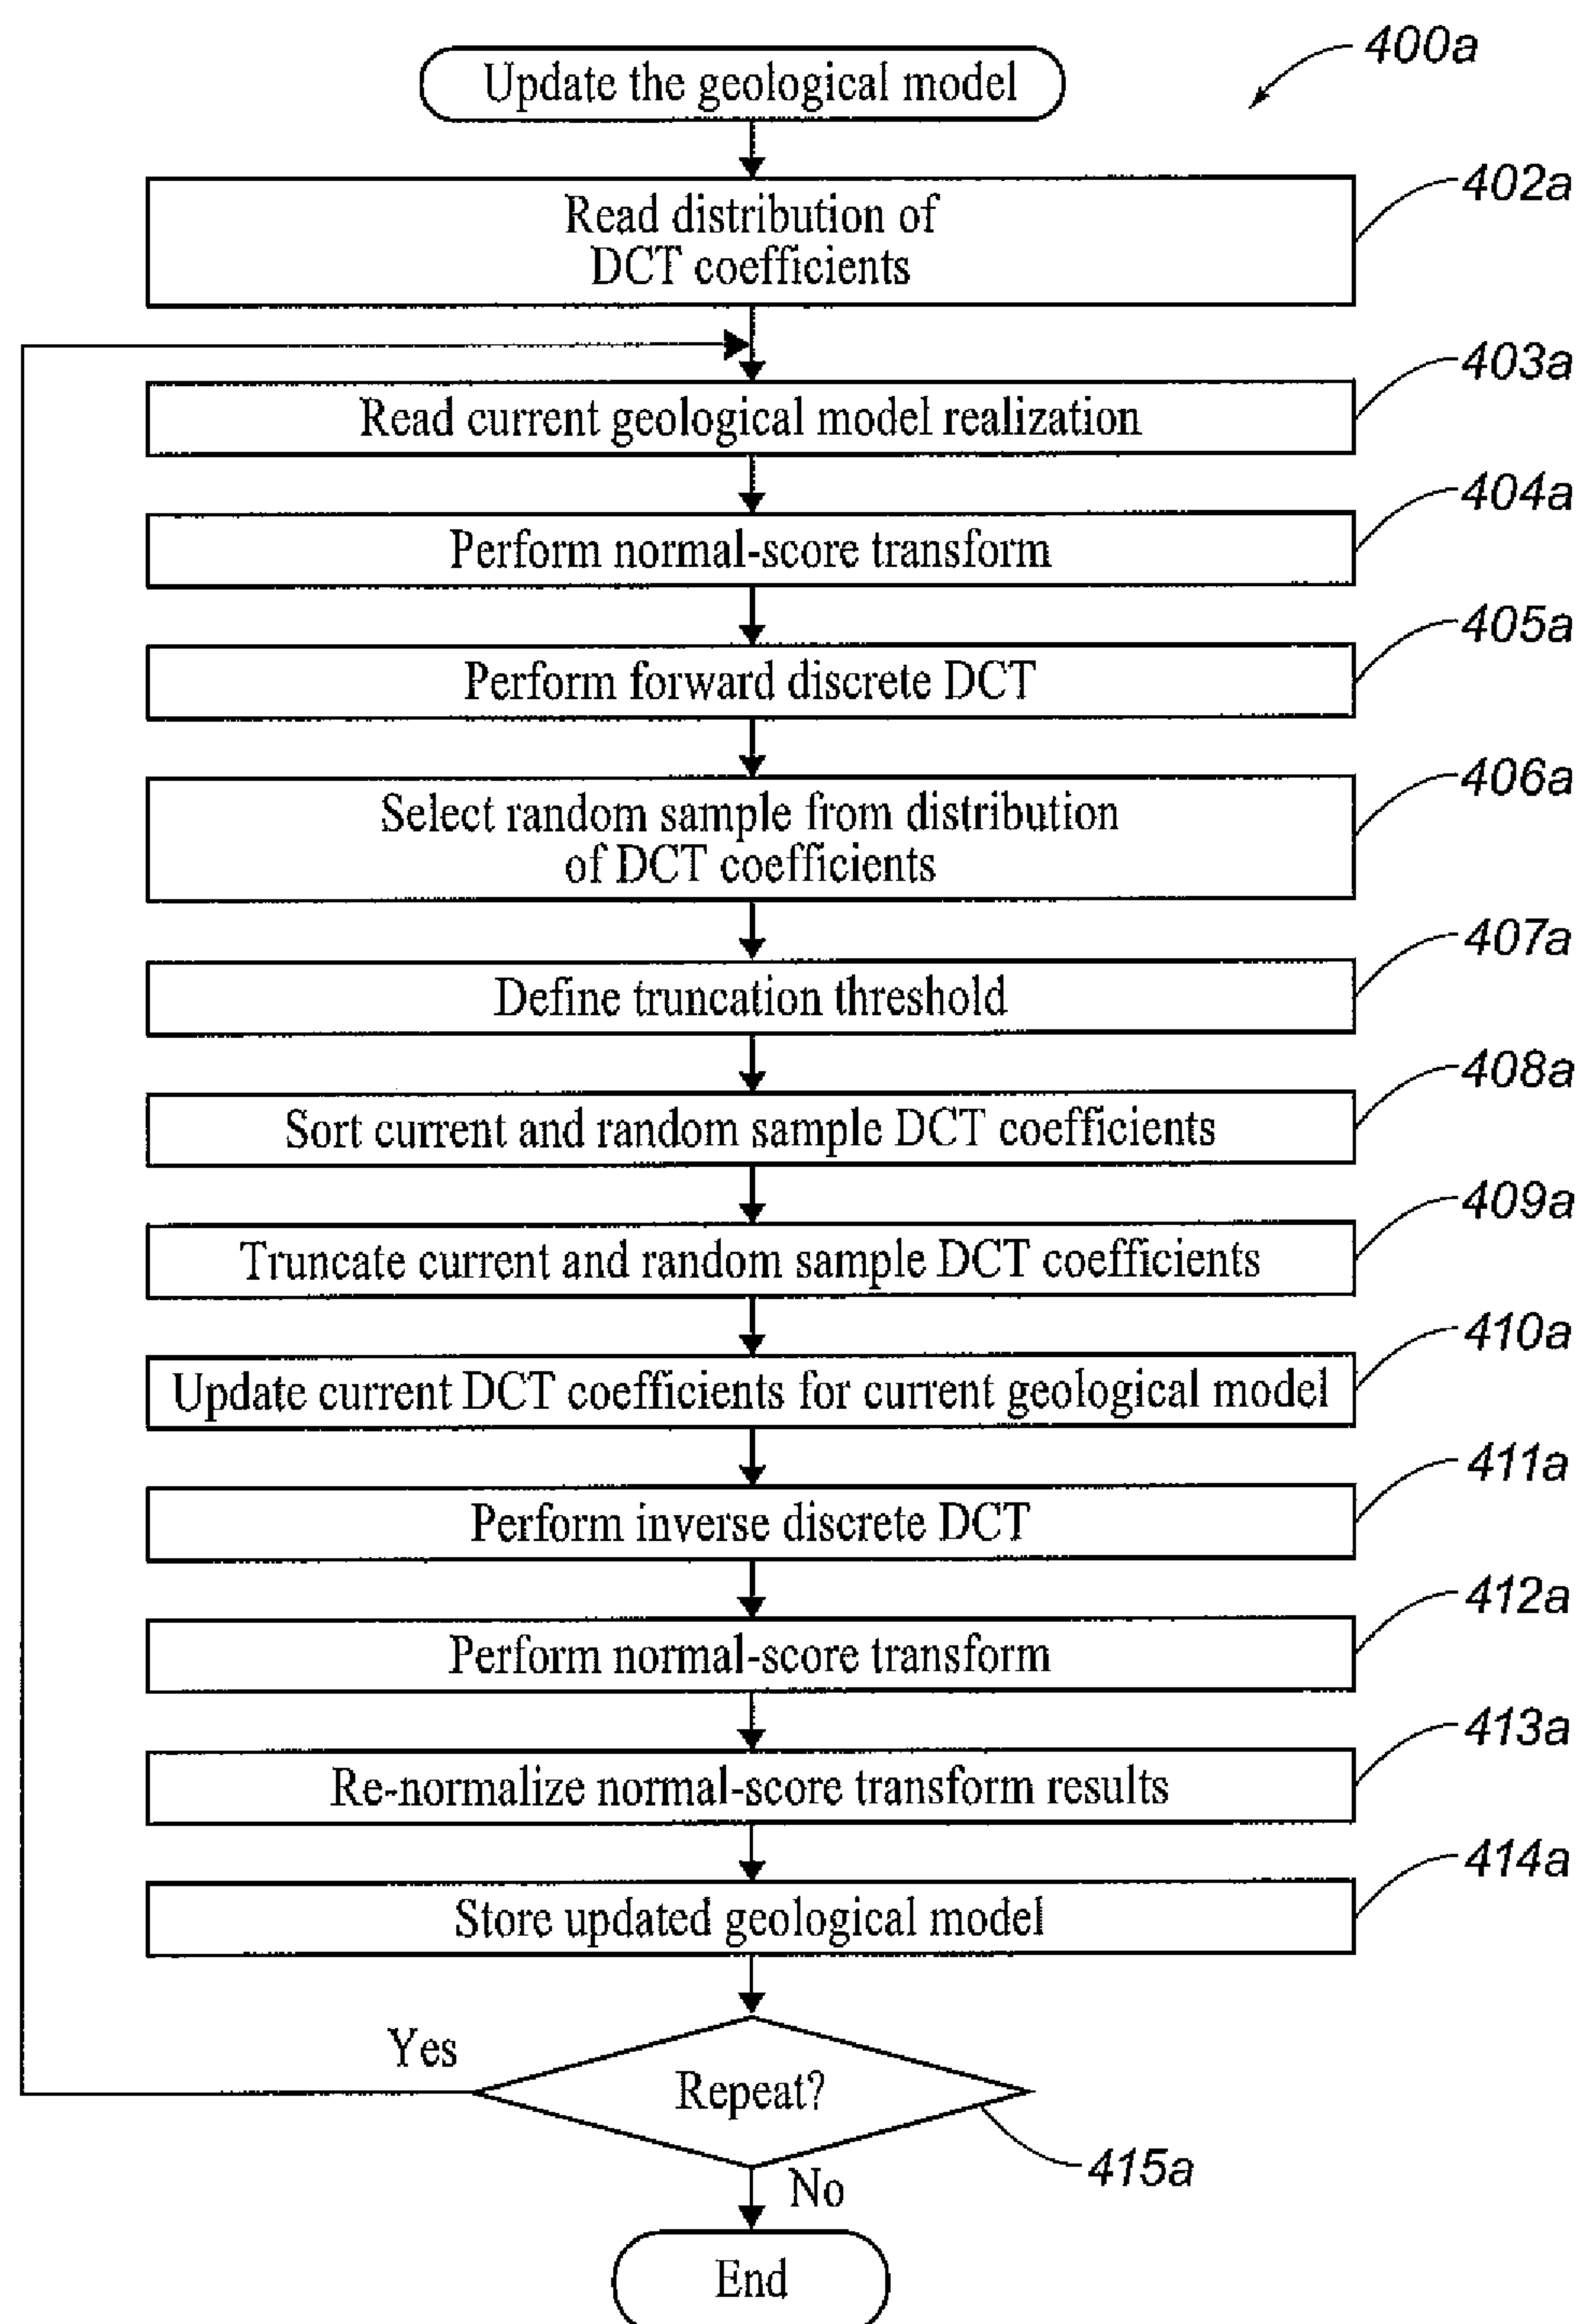 400a
Update the geological model
402a
Read distribution of
DCT coefficients
403a
Read current geological model realization
404a
Perform normal-score transform
405a
Perform forward discrete DCT
406a
Select random sample from distribution
of DCT coefficients
407a
Define truncation threshold
408a
Sort current and random sample DCT coefficients
409a
Truncate current and random sample DCT coefficients
410a
Update current DCT coefficients for current geological model
411a
Perform inverse discrete DCT
412a
Perform normal-score transform
413a
Re-normalize normal-score transform results
414a
Store updated geological model
Yes
Repeat?
415a
No
End